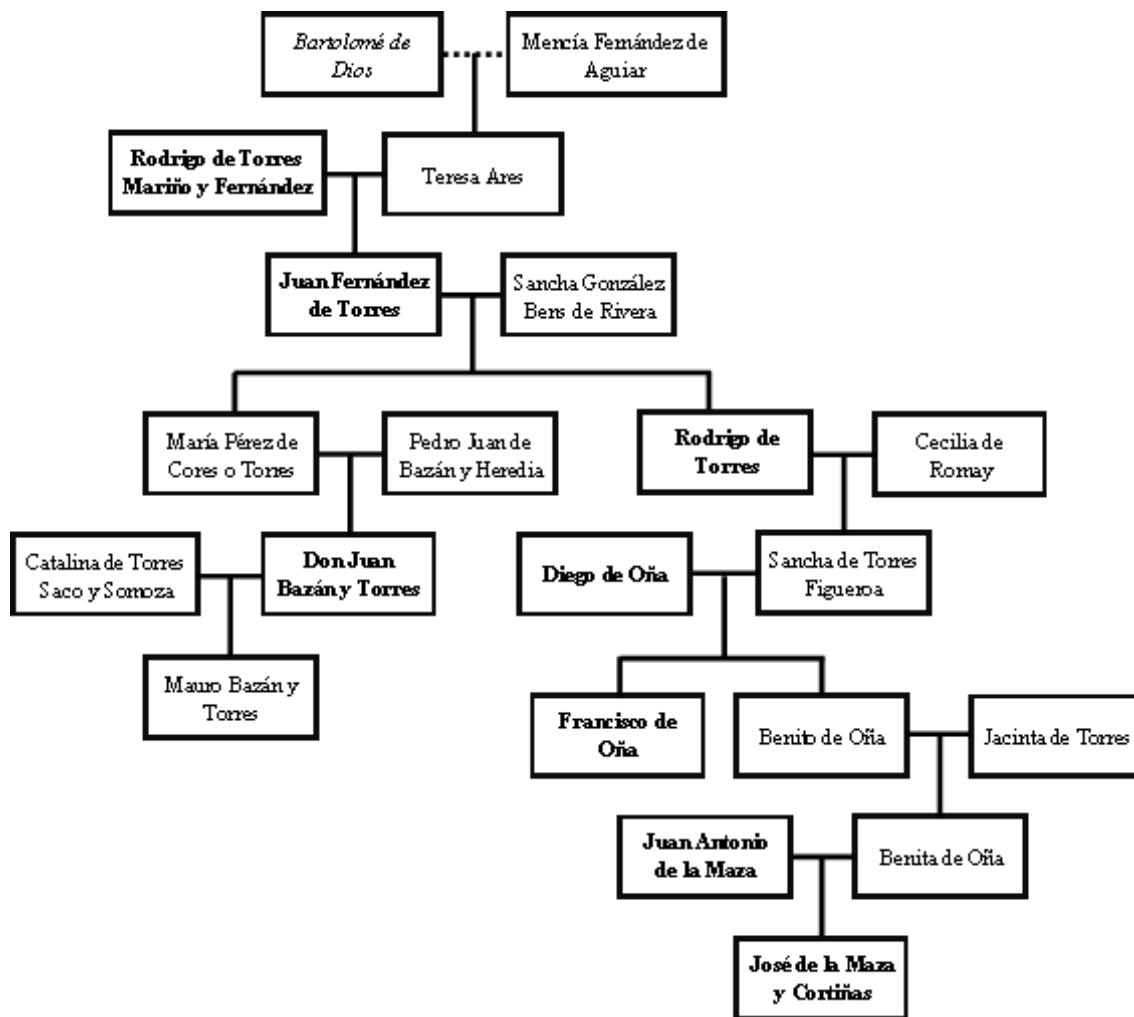 Bartolomé de
Dios
Mencía Fernández de
Aguiar
Rodrigo de Torres
Mariño y Fernández
Teresa Ares
Juan Fernández
de Torres
Sancha González
Bens de Rivera
María Pérez de
Cores o Torres
Pedro Juan de
Bazán y Heredia
Rodrigo de
Torres
Cecilia de
Romay
Catalina de Torres
Saco y Somoza
Don Juan
Bazán y Torres
Diego de Oña
Sancha de Torres
Figueroa
Mauro Bazán y
Torres
Francisco de
Oña
Benito de Oña
Jacinta de Torres
Juan Antonio
de la Maza
Benita de Oña
José de la Maza
y Cortiñas